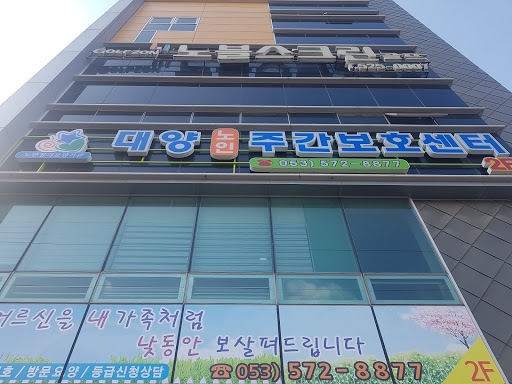 GOLFZON 노블스크린골프
대양 노인 주간보호센터 2F
☎ 053) 572-8877
어르신을 내 가족처럼
낮동안 보살펴드립니다
호 / 방문요양 / 등급신청상담 ☎ 053) 572-8877 2F